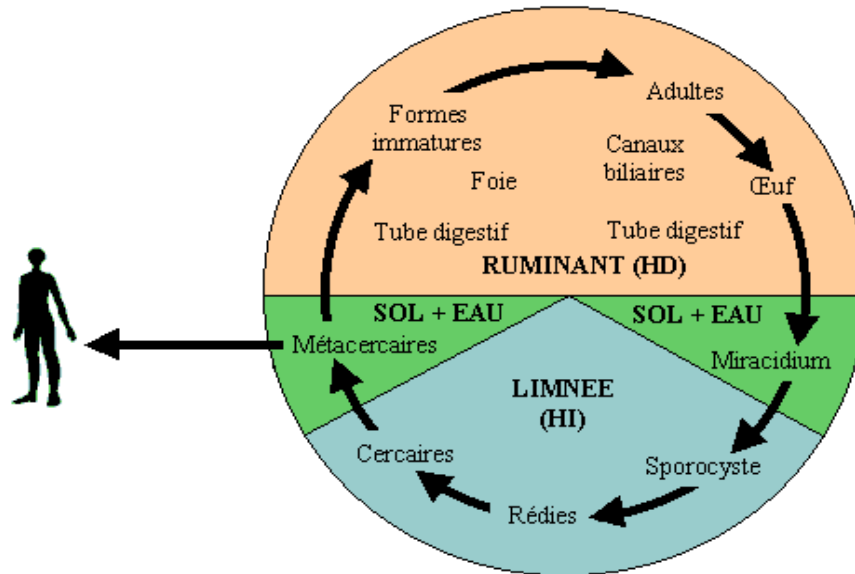 Adultes
Formes
immatures
Canaux
biliaires
Foie
Œuf
Tube digestif
Tube digestif
RUMINANT (HD)
SOL + EAU
SOL + EAU
Métacercaires
Miracidium
LIMNEE
(HI)
Cercaires
Sporocyste
Rédies